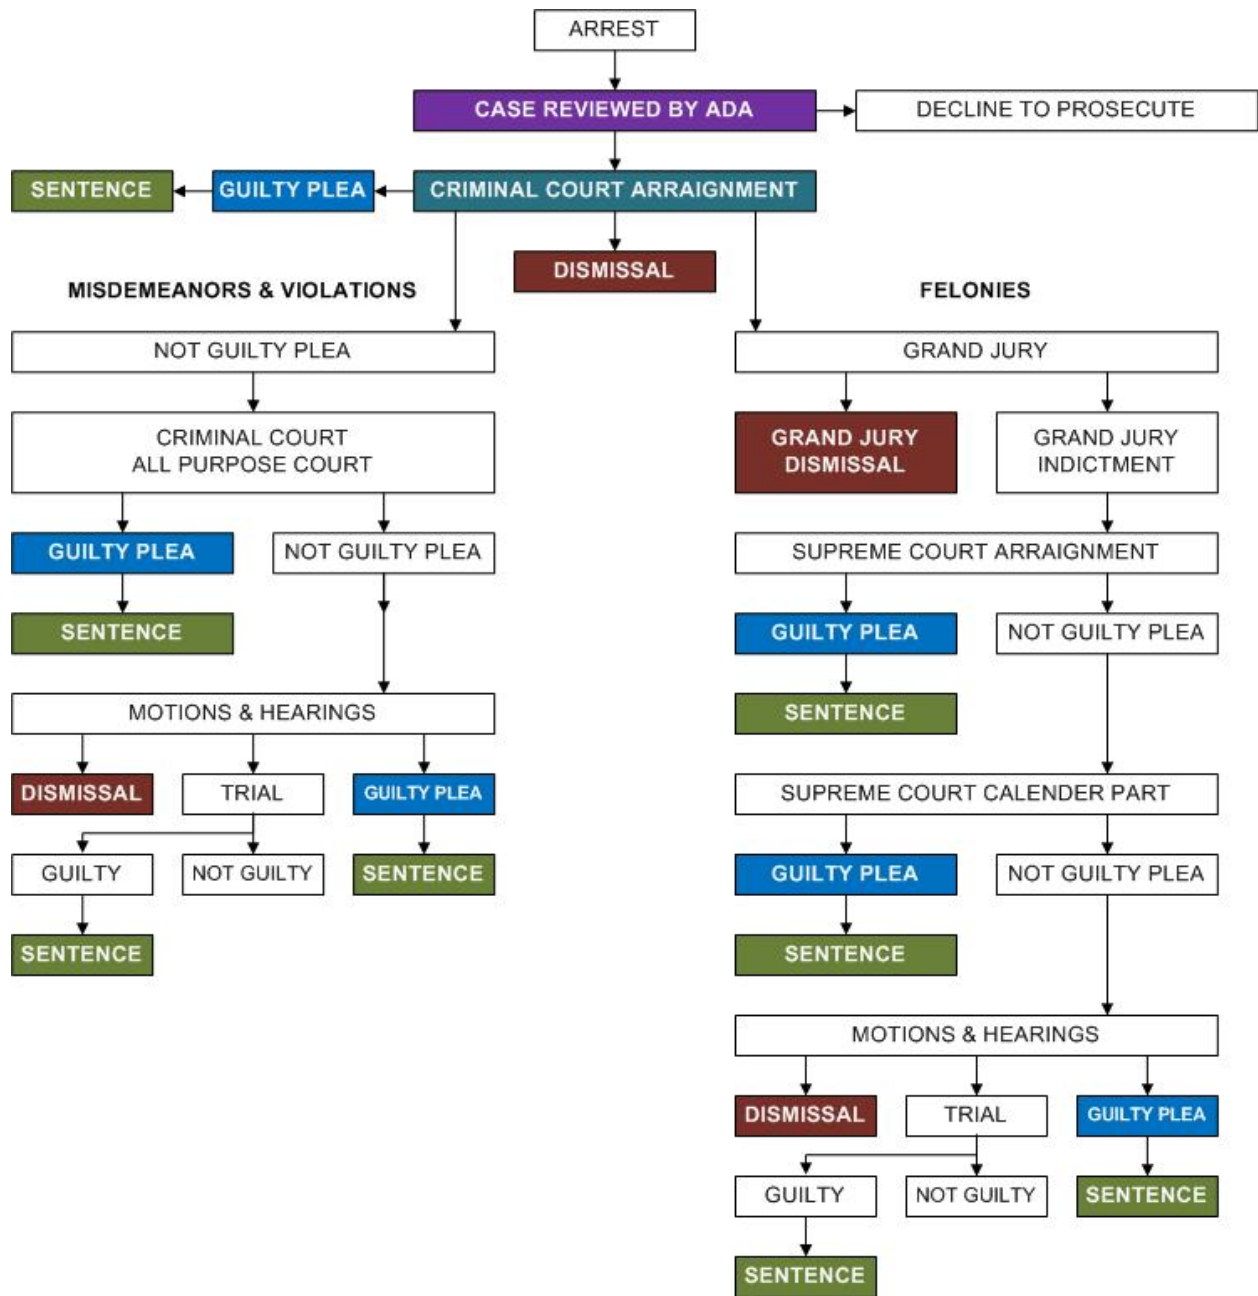 ARREST
CASE REVIEWED BY ADA
DECLINE TO PROSECUTE
SENTENCE
GUILTY PLEA
CRIMINAL COURT ARRAIGNMENT
DISMISSAL
MISDEMEANORS & VIOLATIONS
FELONIES
NOT GUILTY PLEA
GRAND JURY
CRIMINAL COURT
ALL PURPOSE COURT
GRAND JURY
DISMISSAL
GRAND JURY
INDICTMENT
GUILTY PLEA
NOT GUILTY PLEA
SUPREME COURT ARRAIGNMENT
SENTENCE
GUILTY PLEA
NOT GUILTY PLEA
MOTIONS & HEARINGS
SENTENCE
DISMISSAL
TRIAL
GUILTY PLEA
SUPREME COURT CALENDER PART
GUILTY
NOT GUILTY
SENTENCE
GUILTY PLEA
NOT GUILTY PLEA
SENTENCE
SENTENCE
MOTIONS & HEARINGS
DISMISSAL
TRIAL
GUILTY PLEA
GUILTY
NOT GUILTY
SENTENCE
SENTENCE